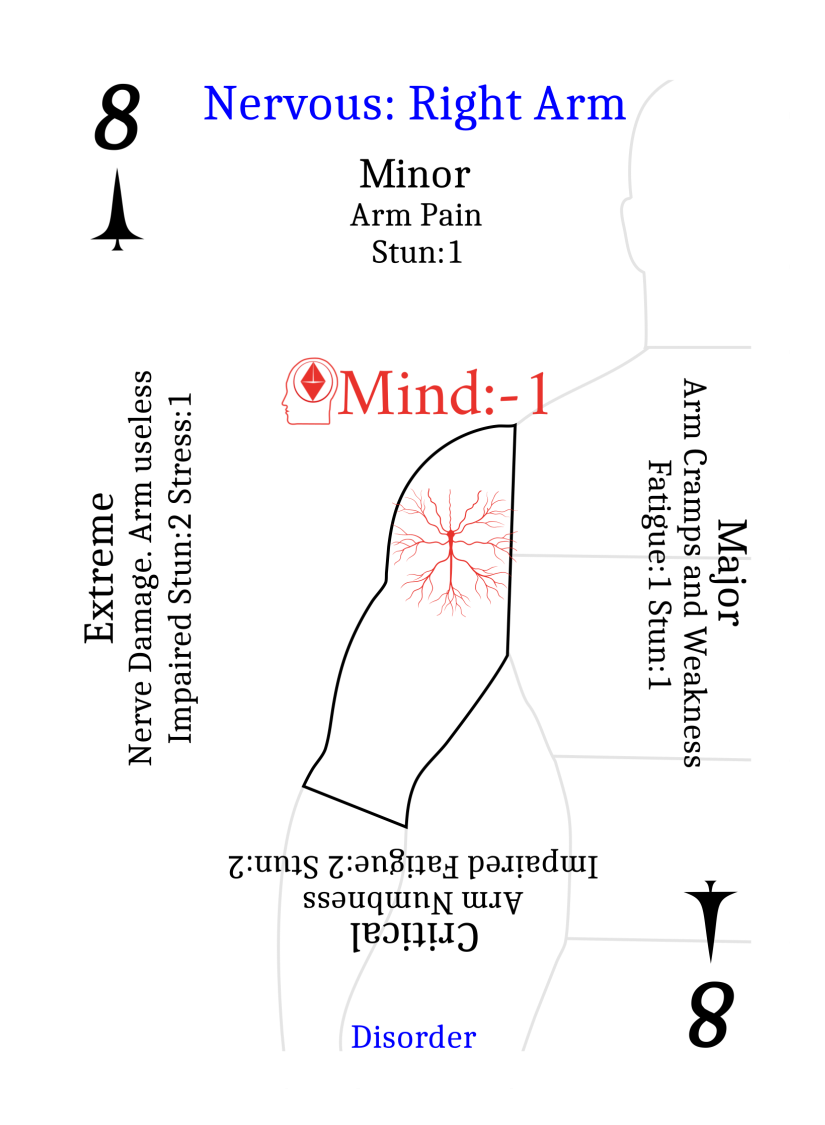 8
Nervous: Right Arm
Minor
Arm Pain
Stun:1
Mind:-1
Extreme
Nerve Damage. Arm useless
Impaired Stun:2 Stress:1
Major
Arm Cramps and Weakness
Fatigue:1 Stun:1
Critical
Arm Numbness
Impaired Fatigue:2 Stun:2
Disorder
8